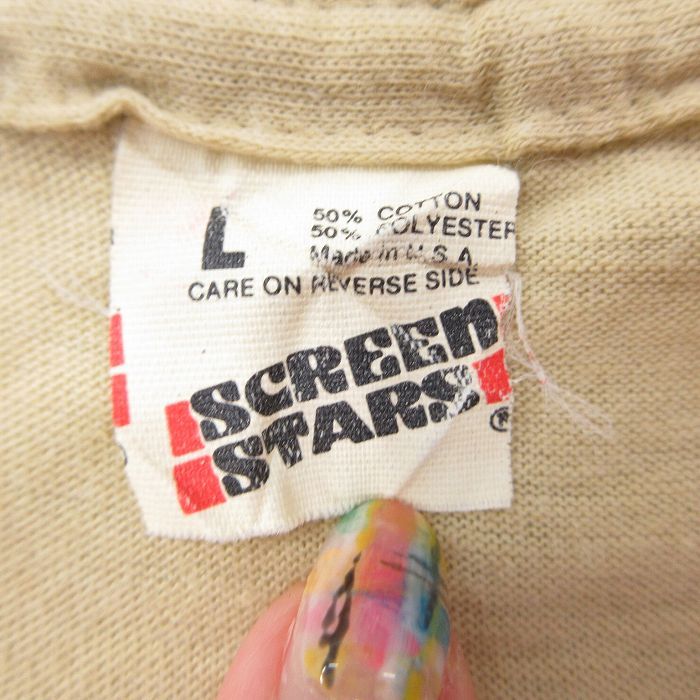 L
50% COTTON
50% POLYESTER
Made in U.S.A.
CARE ON REVERSE SIDE
SCREEN
STARS
®